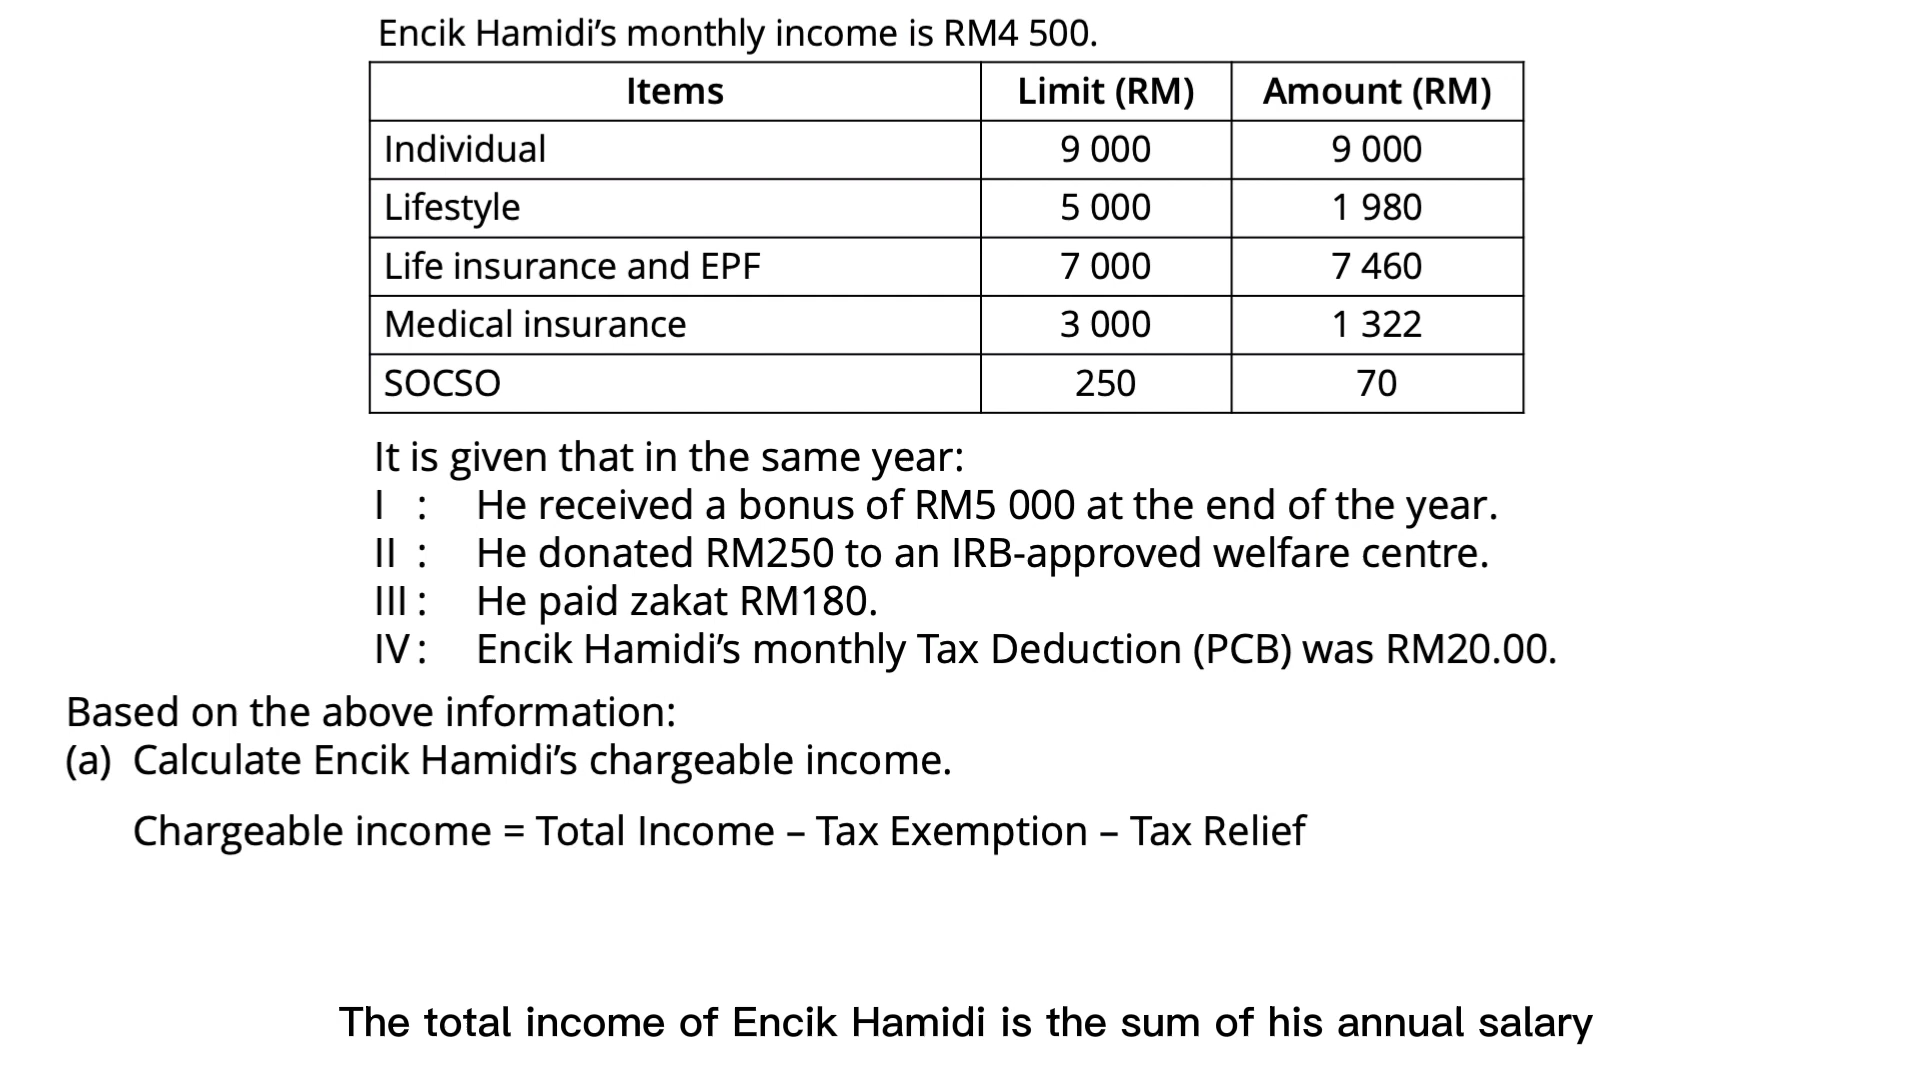 Encik Hamidi’s monthly income is RM4 500.
Items Limit (RM) Amount (RM)
Individual 9 000 9 000
Lifestyle 5 000 1 980
Life insurance and EPF 7 000 7 460
Medical insurance 3 000 1 322
SOCSO 250 70
It is given that in the same year:
I : He received a bonus of RM5 000 at the end of the year.
II : He donated RM250 to an IRB-approved welfare centre.
III : He paid zakat RM180.
IV : Encik Hamidi’s monthly Tax Deduction (PCB) was RM20.00.
Based on the above information:
(a) Calculate Encik Hamidi’s chargeable income.
Chargeable income = Total Income – Tax Exemption – Tax Relief
The total income of Encik Hamidi is the sum of his annual salary